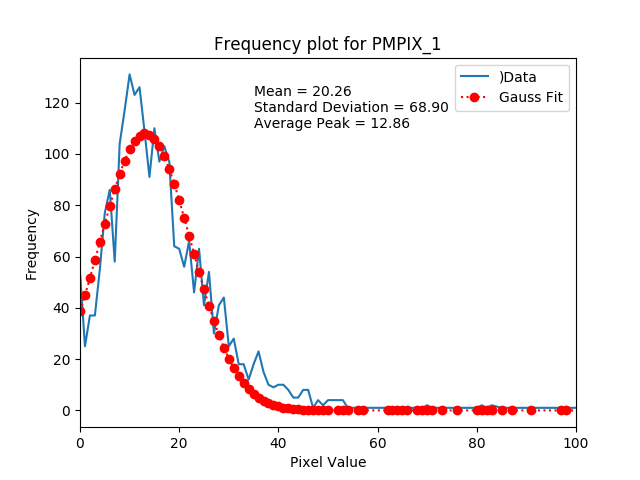 Frequency plot for PMPIX_1
)Data
Gauss Fit
Mean = 20.26
Standard Deviation = 68.90
Average Peak = 12.86
Frequency
120
100
80
60
40
20
0
0 20 40 60 80 100
Pixel Value